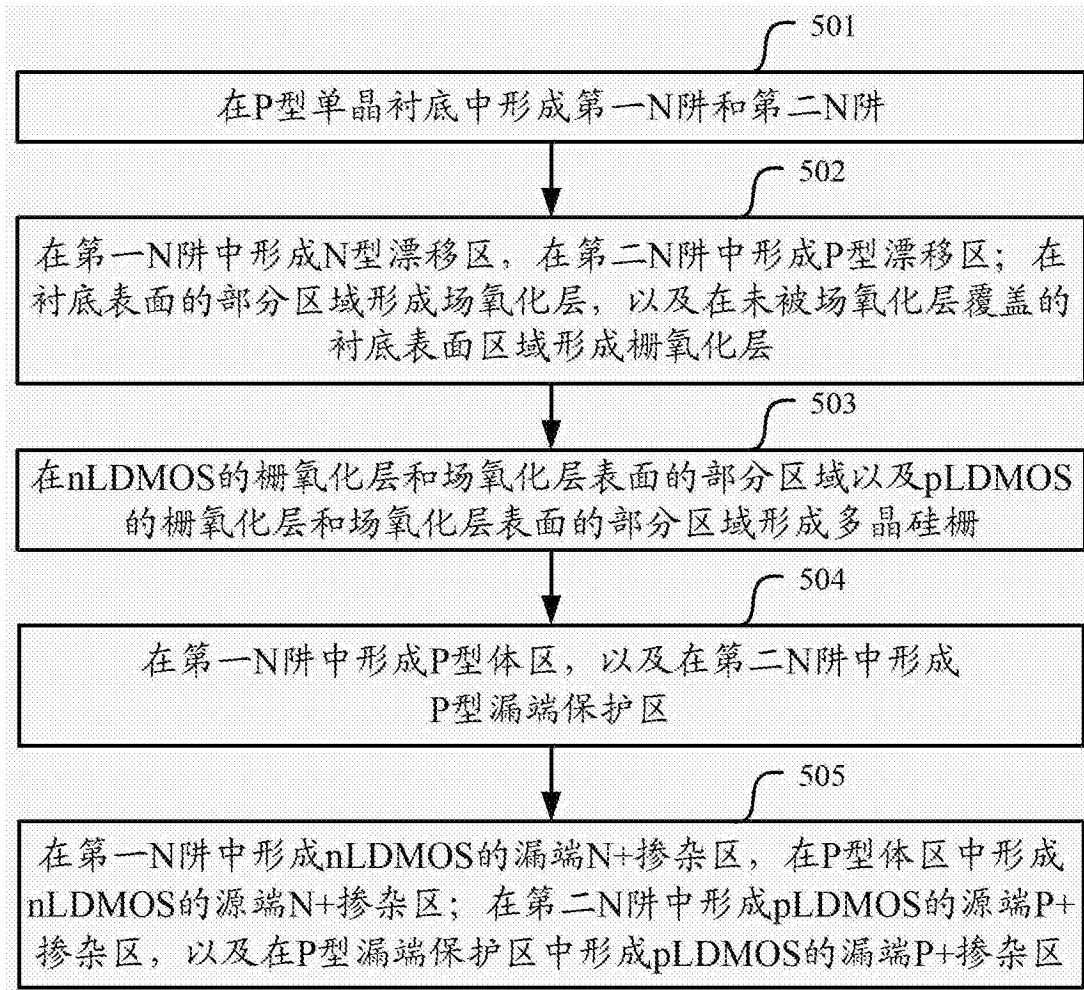 501
在P型单晶衬底中形成第一N阱和第二N阱
502
在第一N阱中形成N型漂移区，在第二N阱中形成P型漂移区；在
衬底表面的部分区域形成场氧化层，以及在未被场氧化层覆盖的
衬底表面区域形成栅氧化层
503
在nLDMOS的栅氧化层和场氧化层表面的部分区域以及pLDMOS
的栅氧化层和场氧化层表面的部分区域形成多晶硅栅
504
在第一N阱中形成P型体区，以及在第二N阱中形成
P型漏端保护区
505
在第一N阱中形成nLDMOS的漏端N+掺杂区，在P型体区中形成
nLDMOS的源端N+掺杂区；在第二N阱中形成pLDMOS的源端P+
掺杂区，以及在P型漏端保护区中形成pLDMOS的漏端P+掺杂区